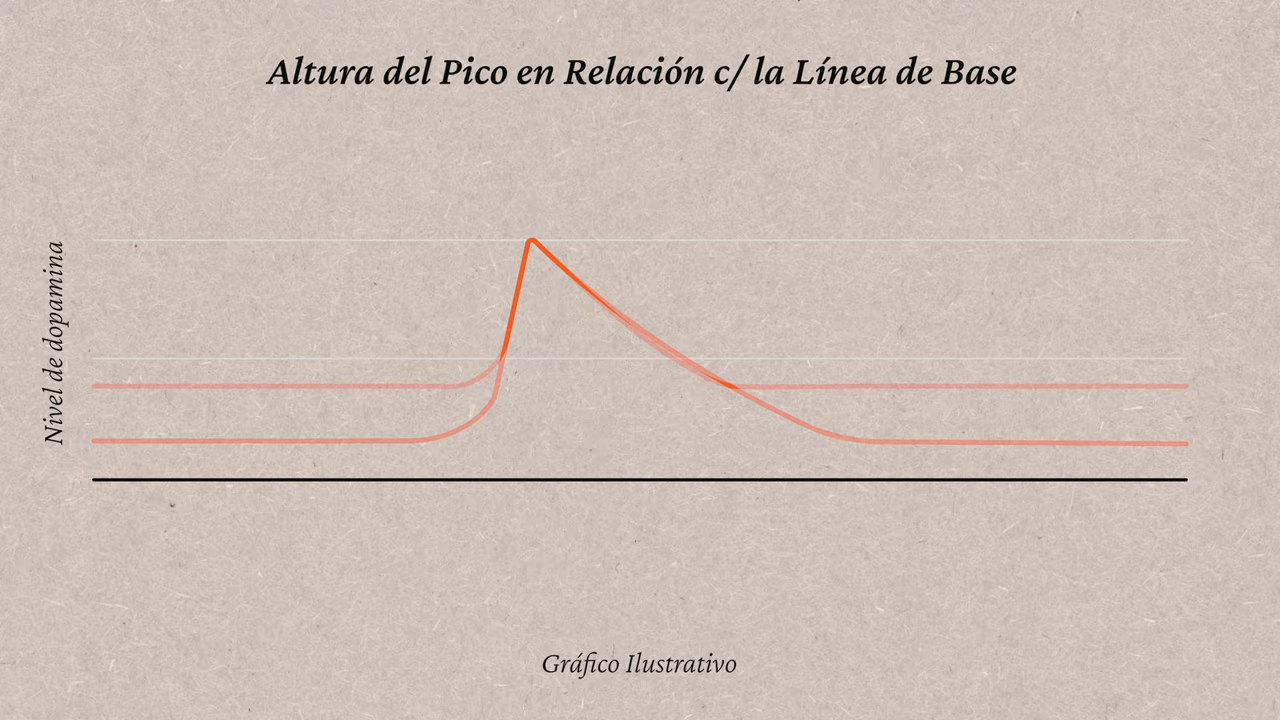 Altura del Pico en Relación c/ la Línea de Base
Nivel de dopamina
Gráfico Ilustrativo